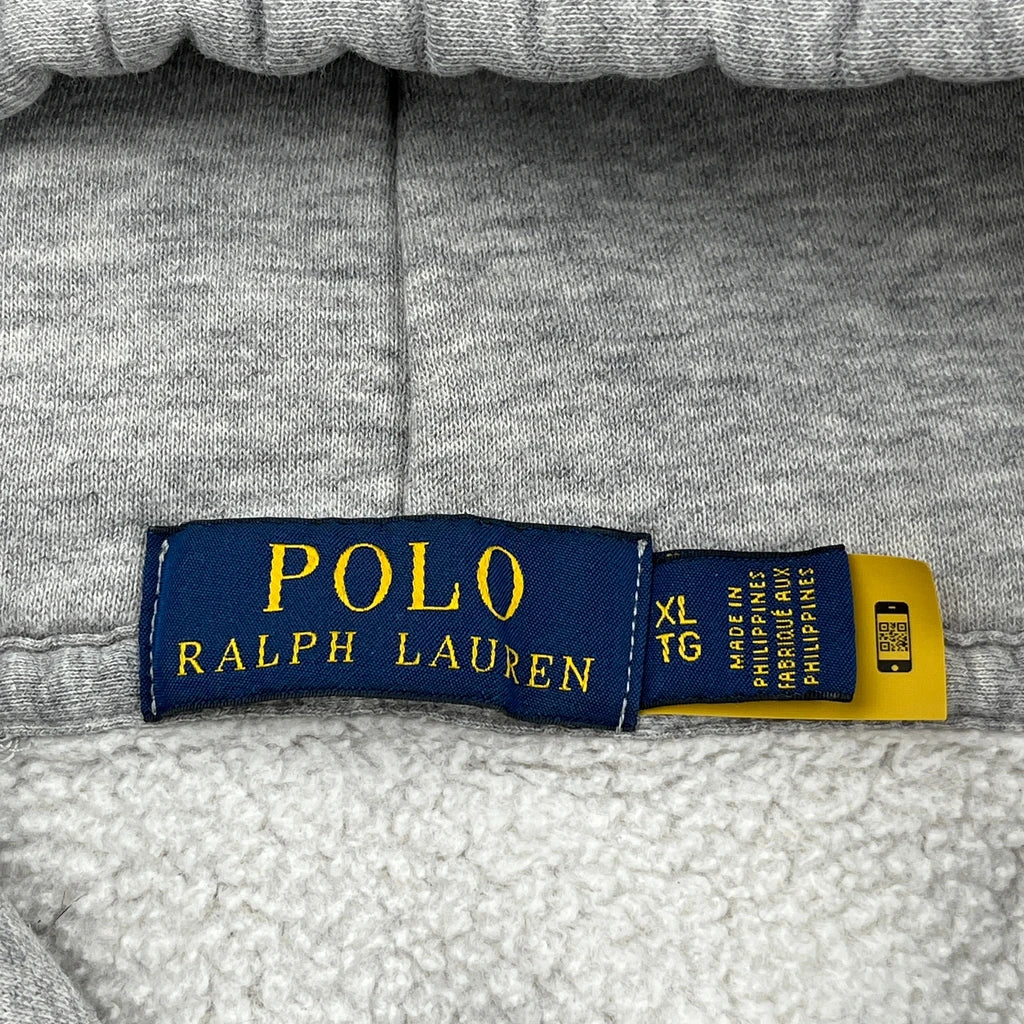 POLO
RALPH LAUREN
XL
TG
MADE IN
PHILIPPINES
FABRIQUÉ AUX
PHILIPPINES